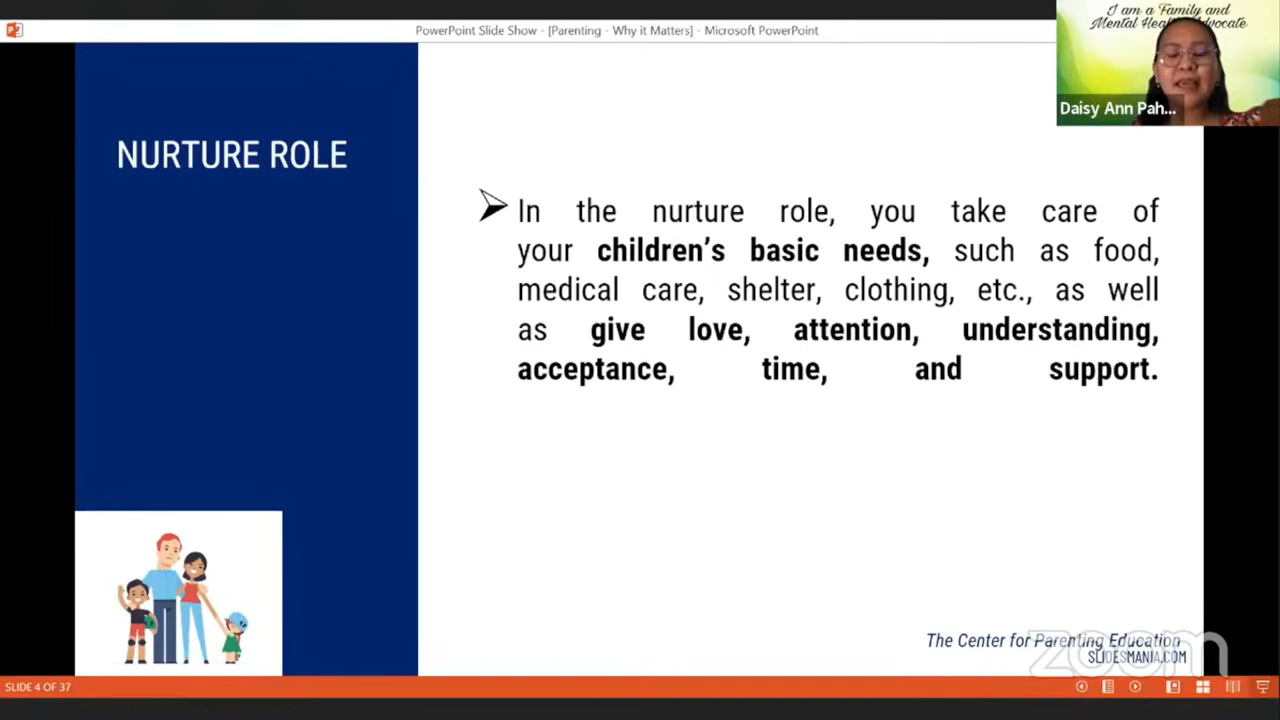 PowerPoint Slide Show - [Parenting - Why it Matters] - Microsoft PowerPoint
I am a Family and
Mental Health Advocate
Daisy Ann Pah...
NURTURE ROLE
In the nurture role, you take care of
your children's basic needs, such as food,
medical care, shelter, clothing, etc., as well
as give love, attention, understanding,
acceptance, time, and support.
The Center for Parenting Education
SLIDESMANIA.COM
zoom
SLIDE 4 OF 37